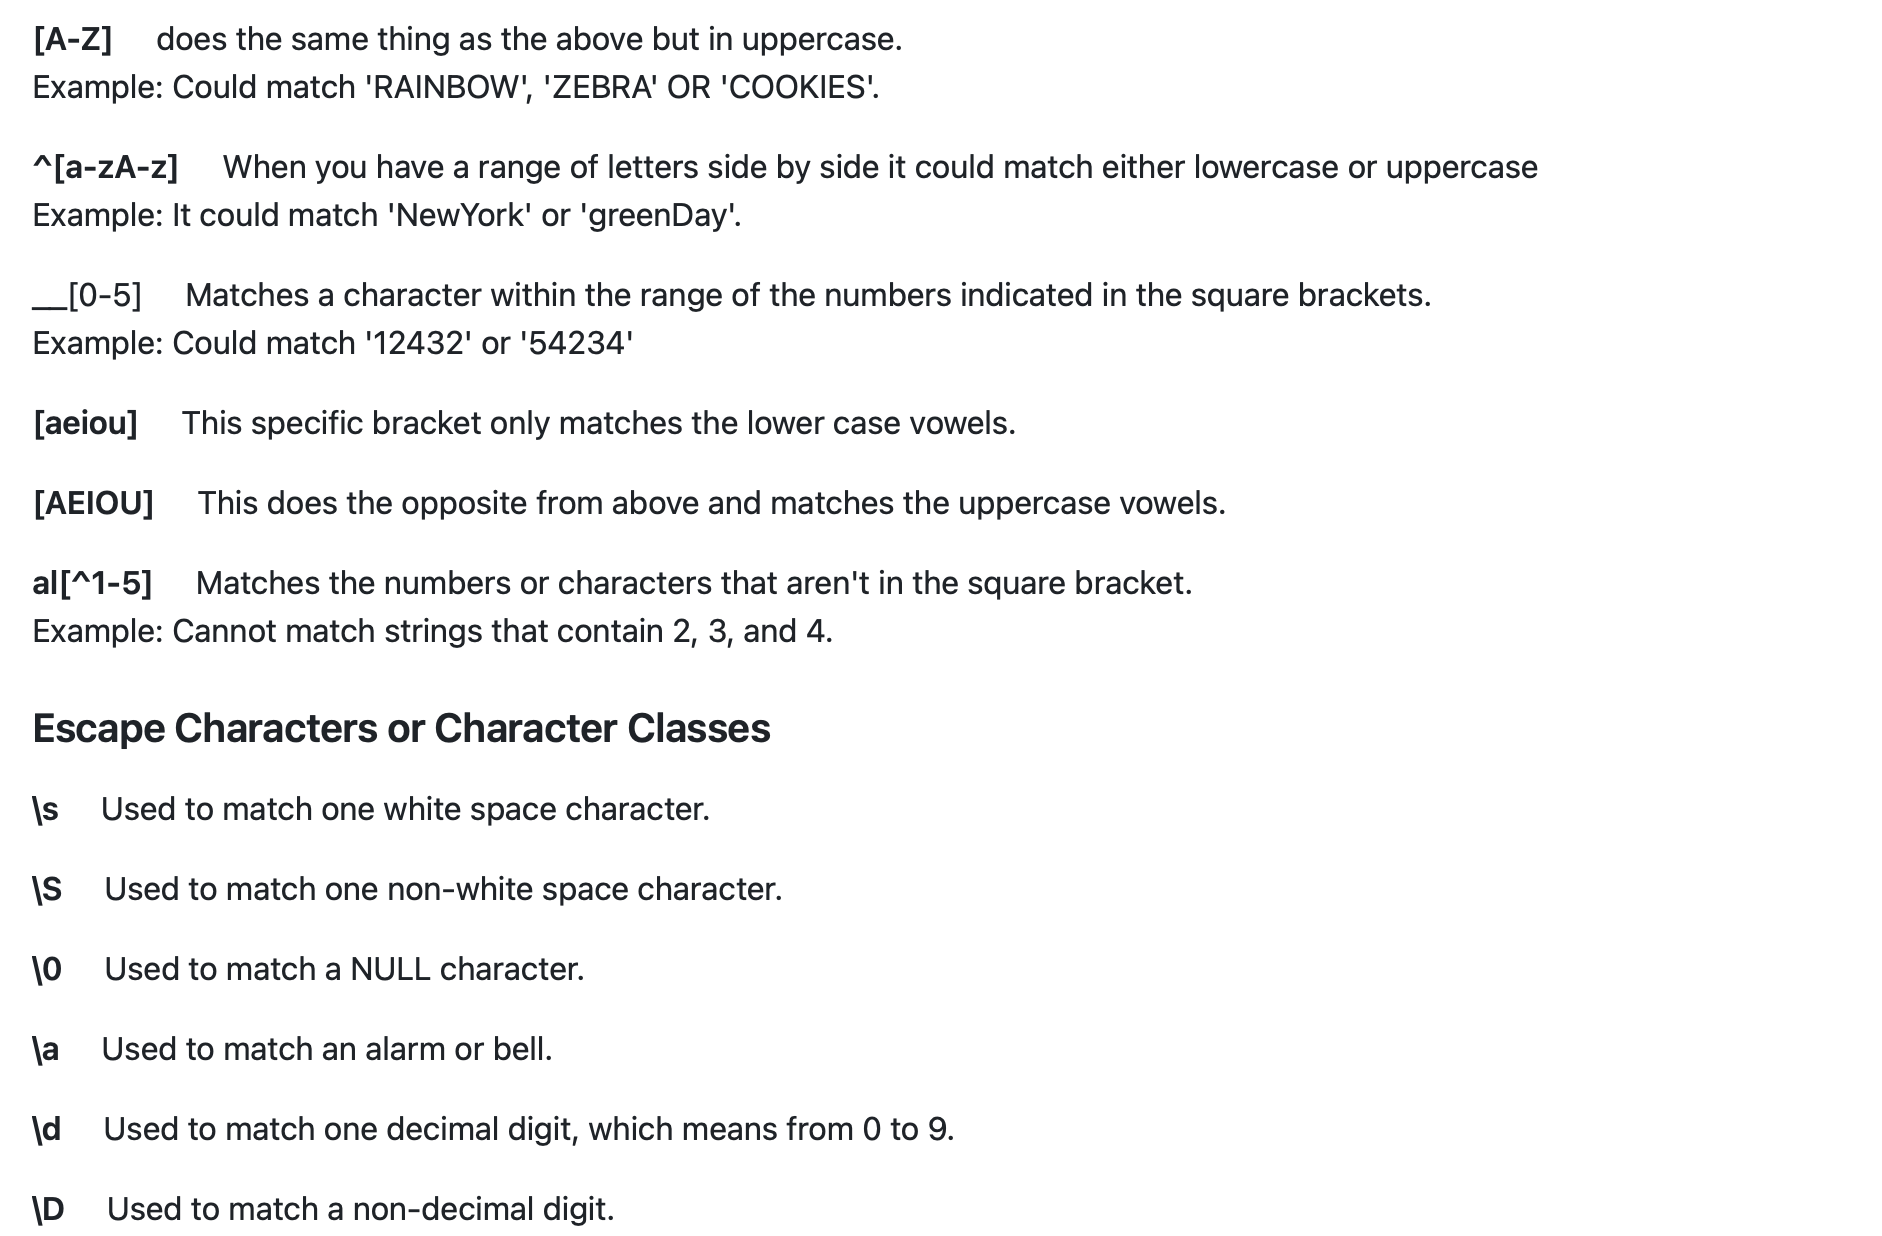 [A-Z] does the same thing as the above but in uppercase.
Example: Could match 'RAINBOW', 'ZEBRA' OR 'COOKIES'.
^[a-zA-z] When you have a range of letters side by side it could match either lowercase or uppercase
Example: It could match 'NewYork' or 'greenDay'.
__[0-5] Matches a character within the range of the numbers indicated in the square brackets.
Example: Could match '12432' or '54234'
[aeiou] This specific bracket only matches the lower case vowels.
[AEIOU] This does the opposite from above and matches the uppercase vowels.
al[^1-5] Matches the numbers or characters that aren't in the square bracket.
Example: Cannot match strings that contain 2, 3, and 4.
Escape Characters or Character Classes
\s Used to match one white space character.
\S Used to match one non-white space character.
\0 Used to match a NULL character.
\a Used to match an alarm or bell.
\d Used to match one decimal digit, which means from 0 to 9.
\D Used to match a non-decimal digit.